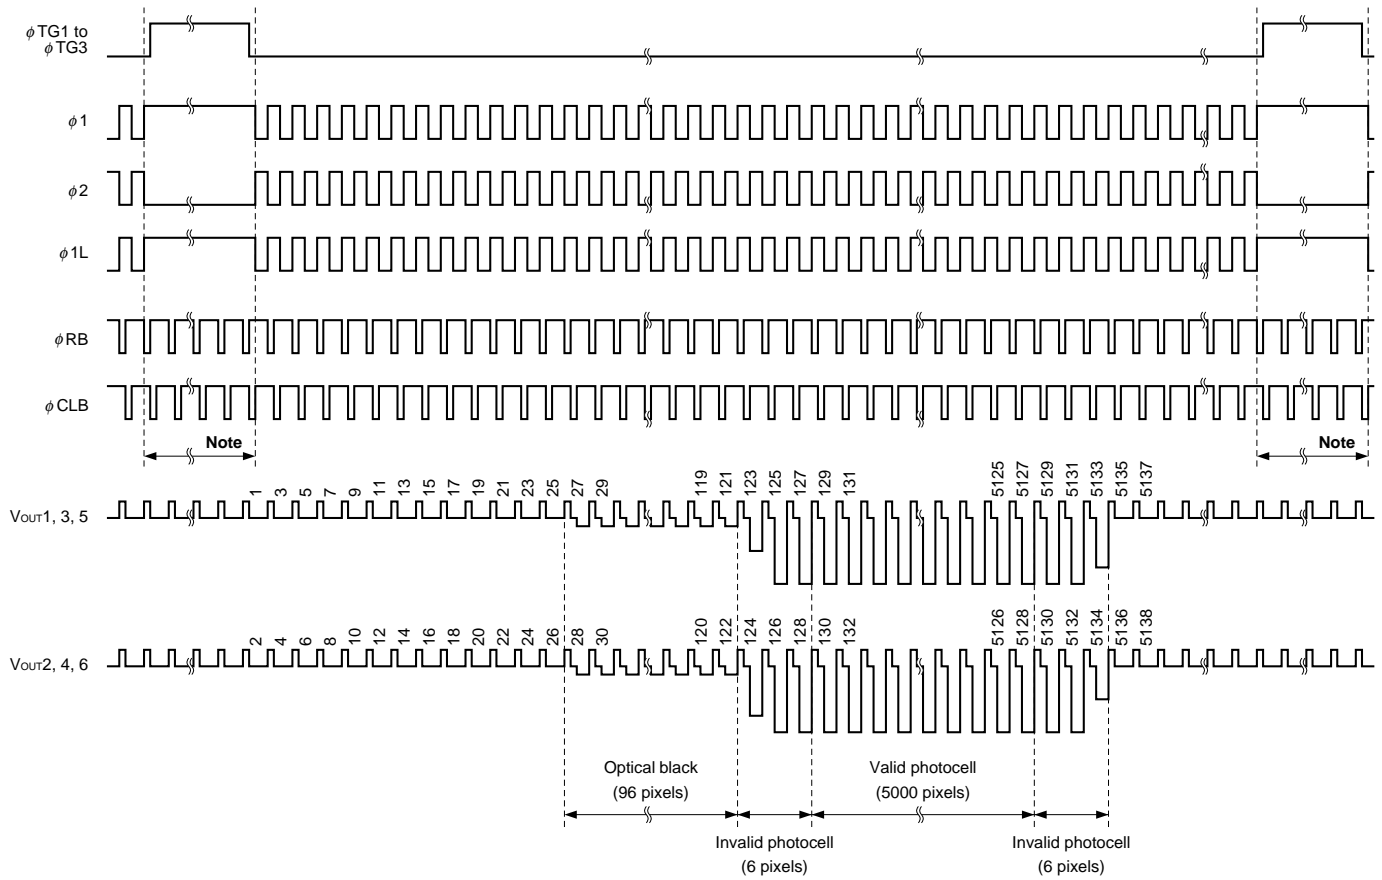 φTG1 to
φTG3
φ1
φ2
φ1L
φRB
φCLB
Note
Note
VOUT1, 3, 5
1 3 5 7 9 11 13 15 17 19 21 23 25 27 29 119 121 123 125 127 129 131 5125 5127 5129 5131 5133 5135 5137
VOUT2, 4, 6
2 4 6 8 10 12 14 16 18 20 22 24 26 28 30 120 122 124 126 128 130 132 5126 5128 5130 5132 5134 5136 5138
Optical black
(96 pixels)
Valid photocell
(5000 pixels)
Invalid photocell
(6 pixels)
Invalid photocell
(6 pixels)